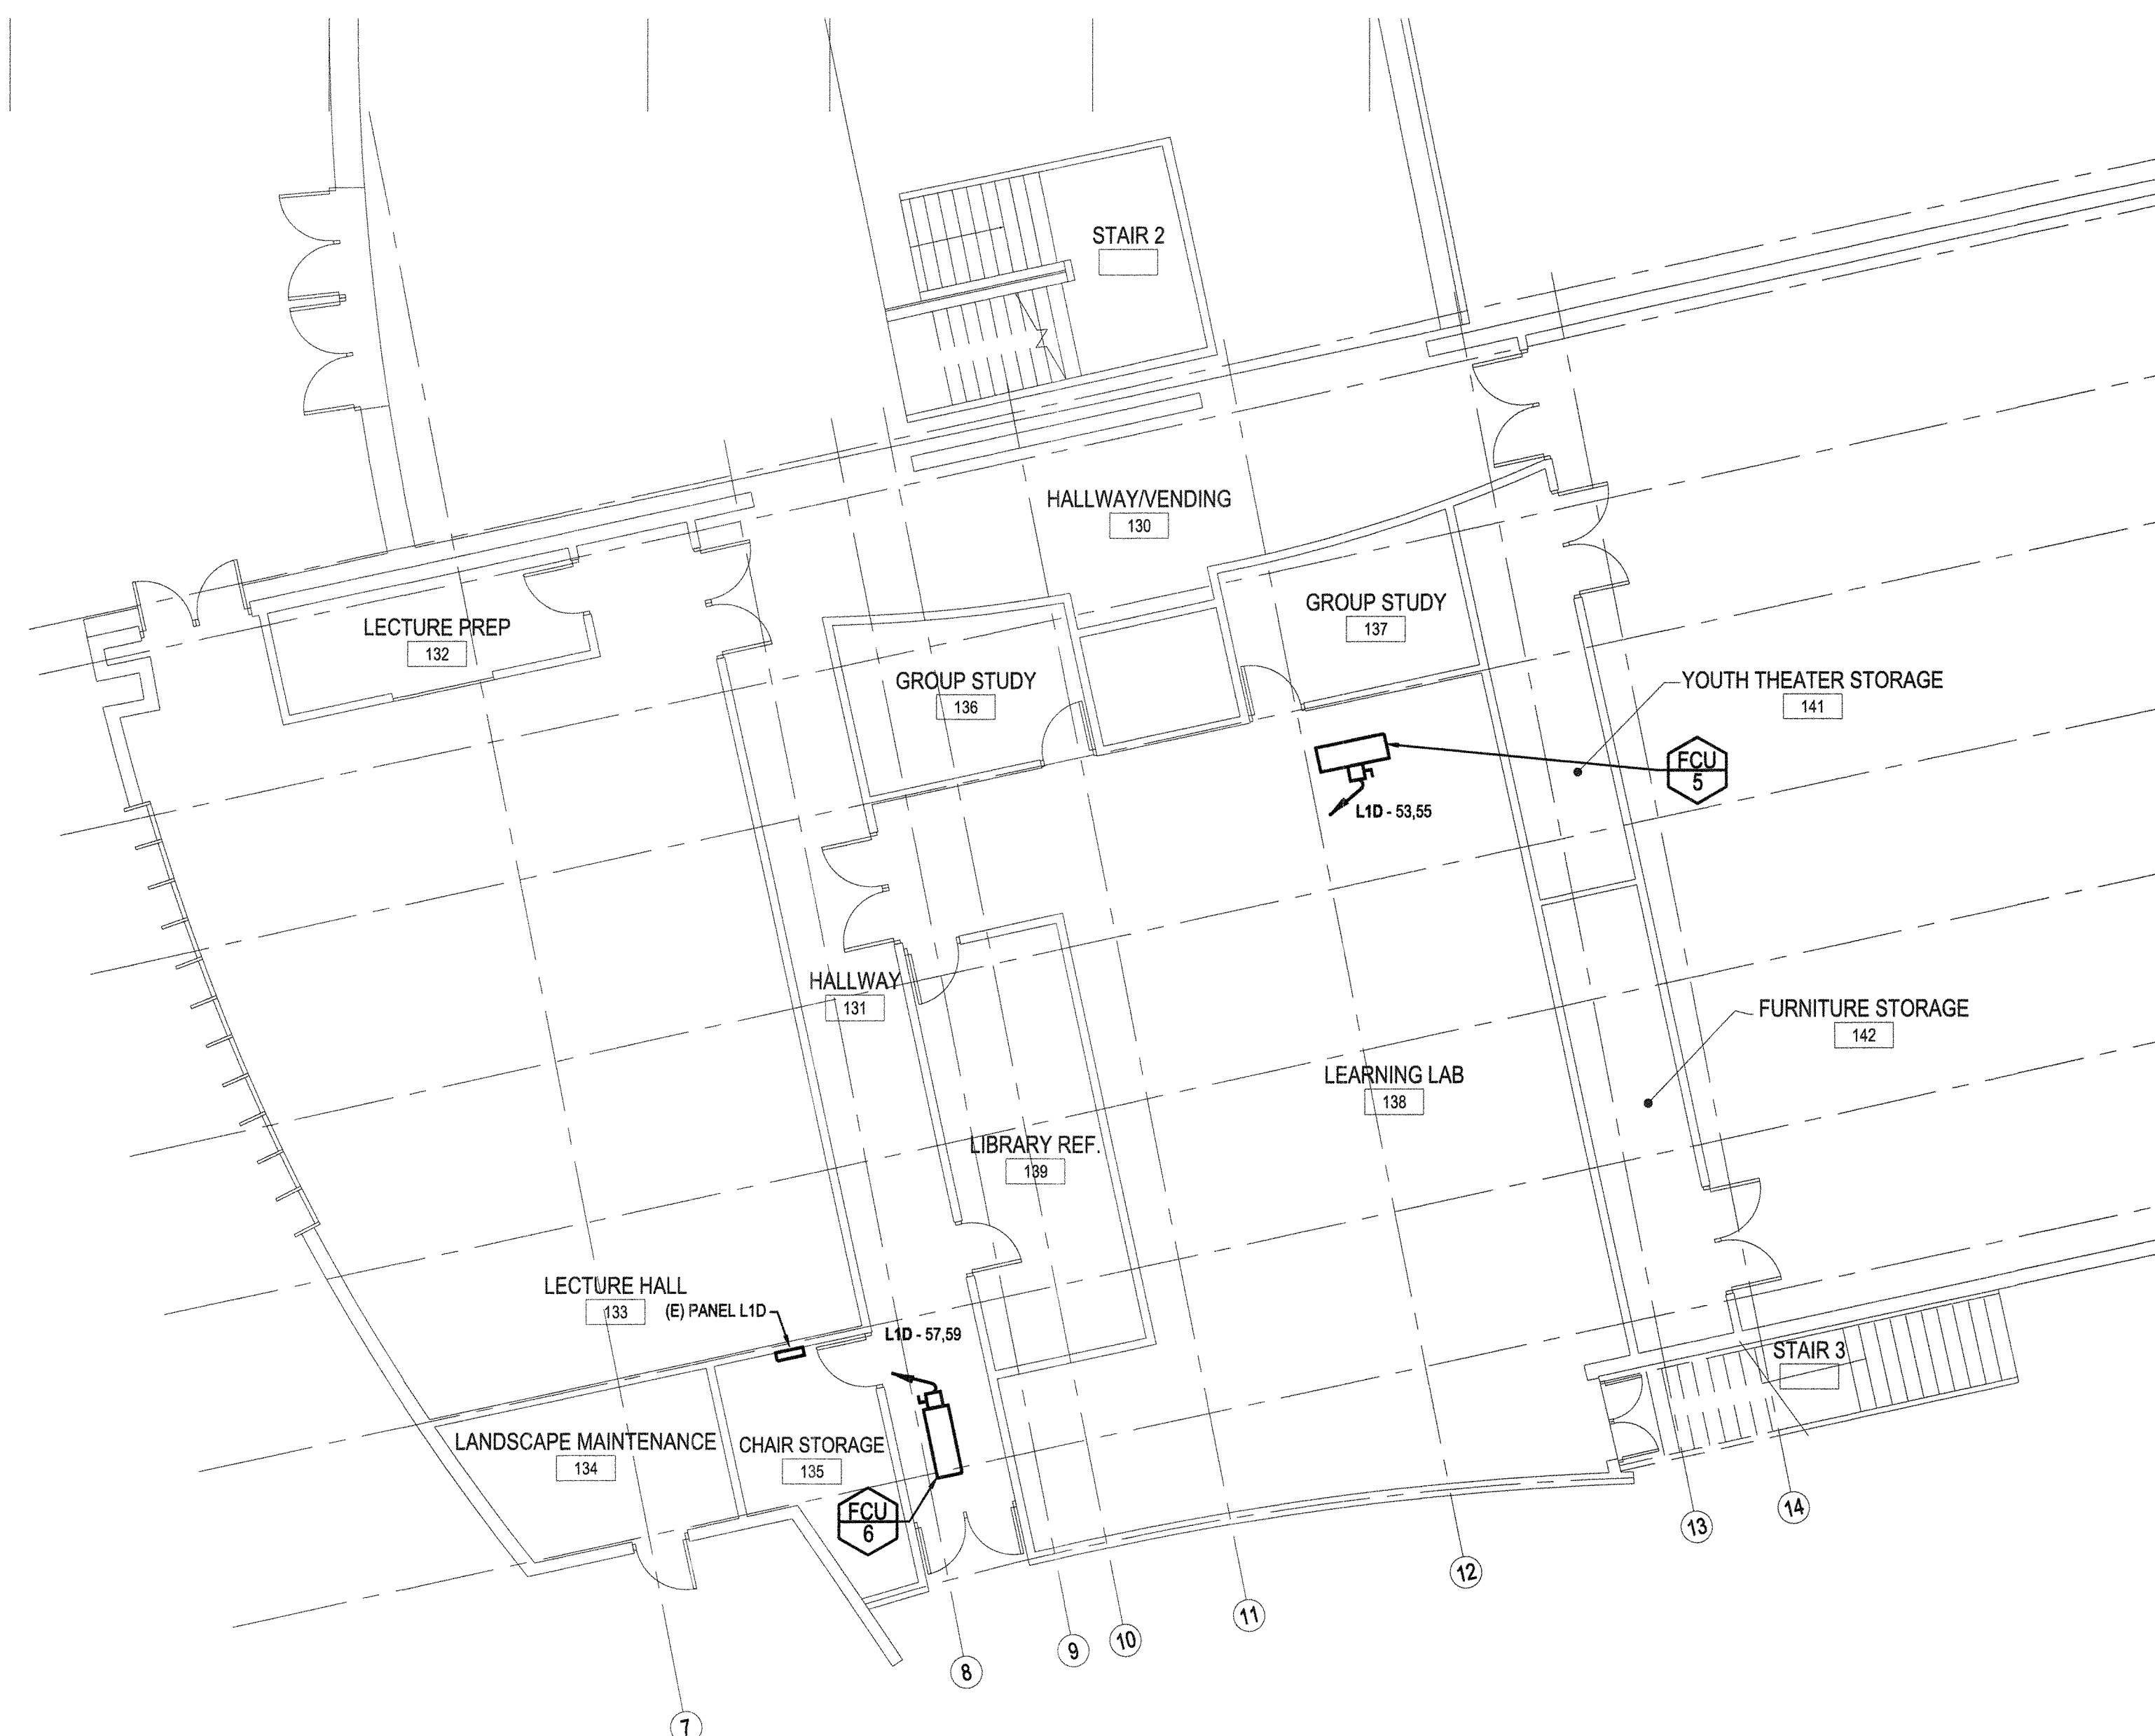 STAIR 2
HALLWAY/VENDING
130
GROUP STUDY
137
LECTURE PREP
132
GROUP STUDY
136
YOUTH THEATER STORAGE
141
FCU
5
L1D - 53,55
HALLWAY
131
FURNITURE STORAGE
142
LEARNING LAB
138
LIBRARY REF.
139
LECTURE HALL
133
(E) PANEL L1D
L1D - 57,59
STAIR 3
LANDSCAPE MAINTENANCE
134
CHAIR STORAGE
135
FCU
6
14
13
12
11
10
9
8
7